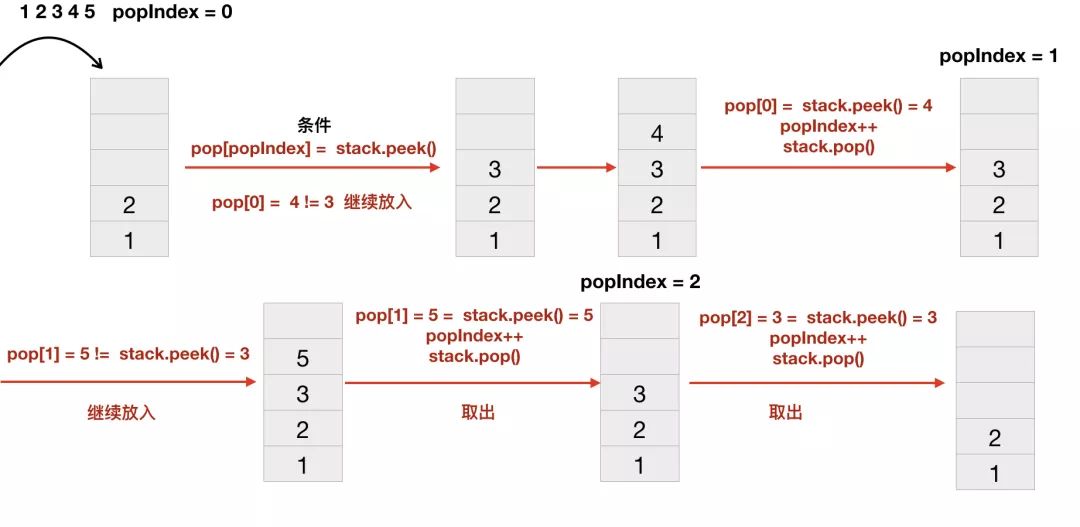 1 2 3 4 5 popIndex = 0
popIndex = 1
条件
pop[popIndex] = stack.peek()
pop[0] = 4 != 3 继续放入
pop[0] = stack.peek() = 4
popIndex++
stack.pop()
2
1
3
2
1
4
3
2
1
3
2
1
popIndex = 2
pop[1] = 5 != stack.peek() = 3
继续放入
5
3
2
1
pop[1] = 5 = stack.peek() = 5
popIndex++
stack.pop()
取出
3
2
1
pop[2] = 3 = stack.peek() = 3
popIndex++
stack.pop()
取出
2
1